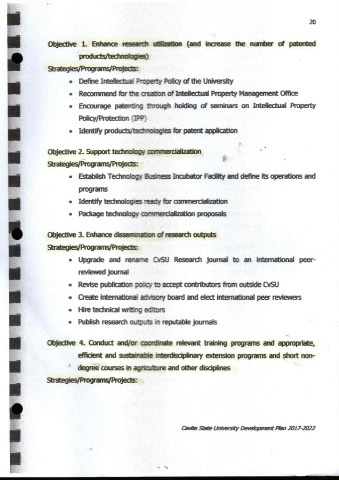 20
Objective 1. Enhance research utilization (and increase the number of patented
products/technologies)
Strategies/Programs/Projects:
• Define Intellectual Property Policy of the University
• Recommend for the creation of Intellectual Property Management Office
• Encourage patenting through holding of seminars on Intellectual Property
Policy/Protection (IPP)
• Identify products/technologies for patent application
Objective 2. Support technology commercialization
Strategies/Programs/Projects:
• Establish Technology Business Incubator Facility and define its operations and
programs
• Identify technologies ready for commercialization
• Package technology commercialization proposals
Objective 3. Enhance dissemination of research outputs
Strategies/Programs/Projects:
• Upgrade and rename CvSU Research journal to an international peer-
reviewed journal
• Revise publication policy to accept contributors from outside CvSU
• Create international advisory board and elect international peer reviewers
• Hire technical writing editors
• Publish research outputs in reputable journals
Objective 4. Conduct and/or coordinate relevant training programs and appropriate,
efficient and sustainable interdisciplinary extension programs and short non-
degree courses in agriculture and other disciplines
Strategies/Programs/Projects:
Cavite State University Development Plan 2017-2022